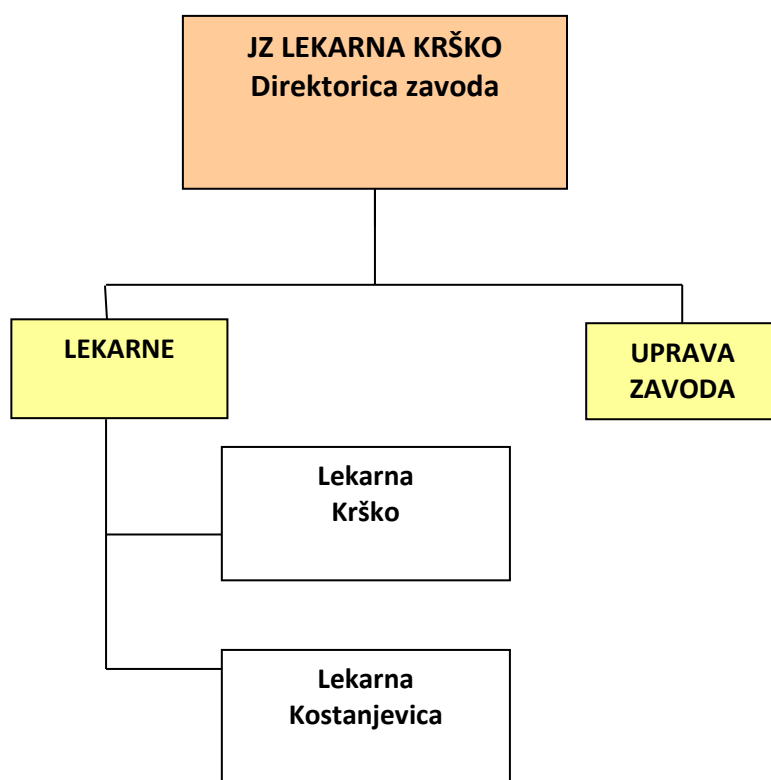 JZ LEKARNA KRŠKO
Direktorica zavoda
LEKARNE
UPRAVA
ZAVODA
Lekarna
Krško
Lekarna
Kostanjevica